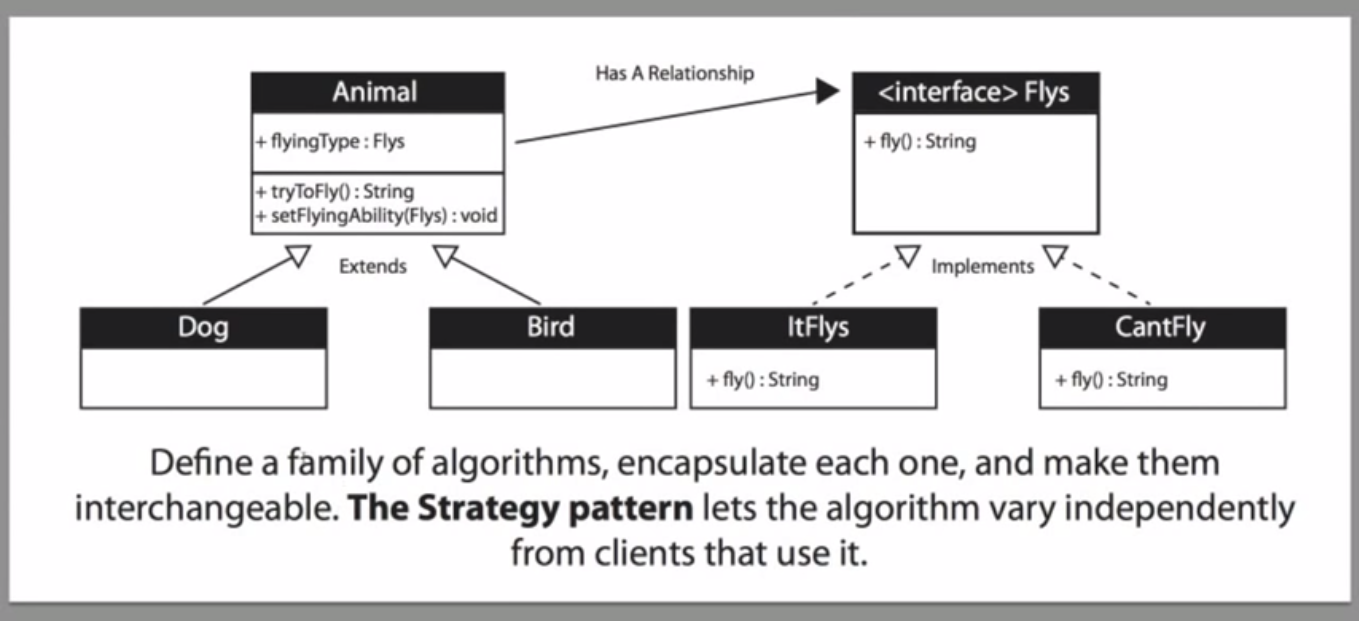 Has A Relationship
Animal
+ flyingType : Flys
+ tryToFly() : String
+ setFlyingAbility(Flys) : void
<interface> Flys
+ fly() : String
Extends
Implements
Dog
Bird
ItFlys
+ fly() : String
CantFly
+ fly() : String
Define a family of algorithms, encapsulate each one, and make them
interchangeable. The Strategy pattern lets the algorithm vary independently
from clients that use it.